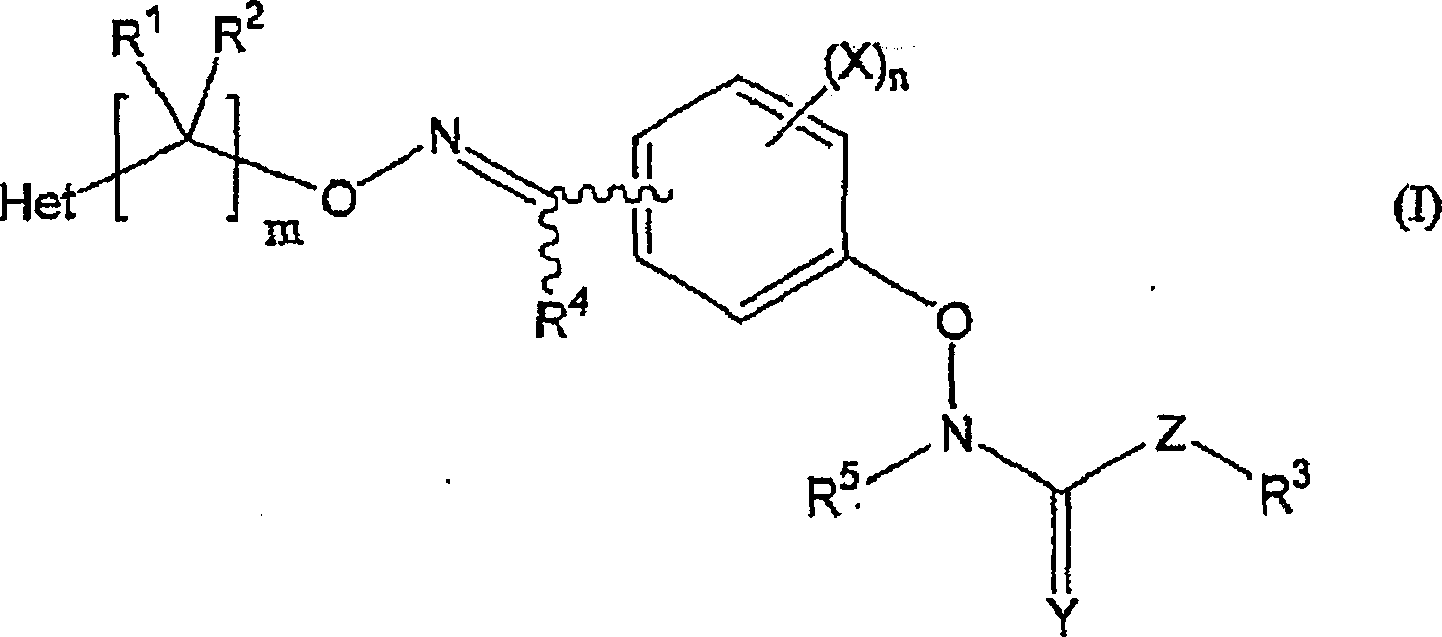 R¹ R²
(X)n
N
Het [ ]m O
(I)
R⁴
O
N Z
R⁵ R³
Y